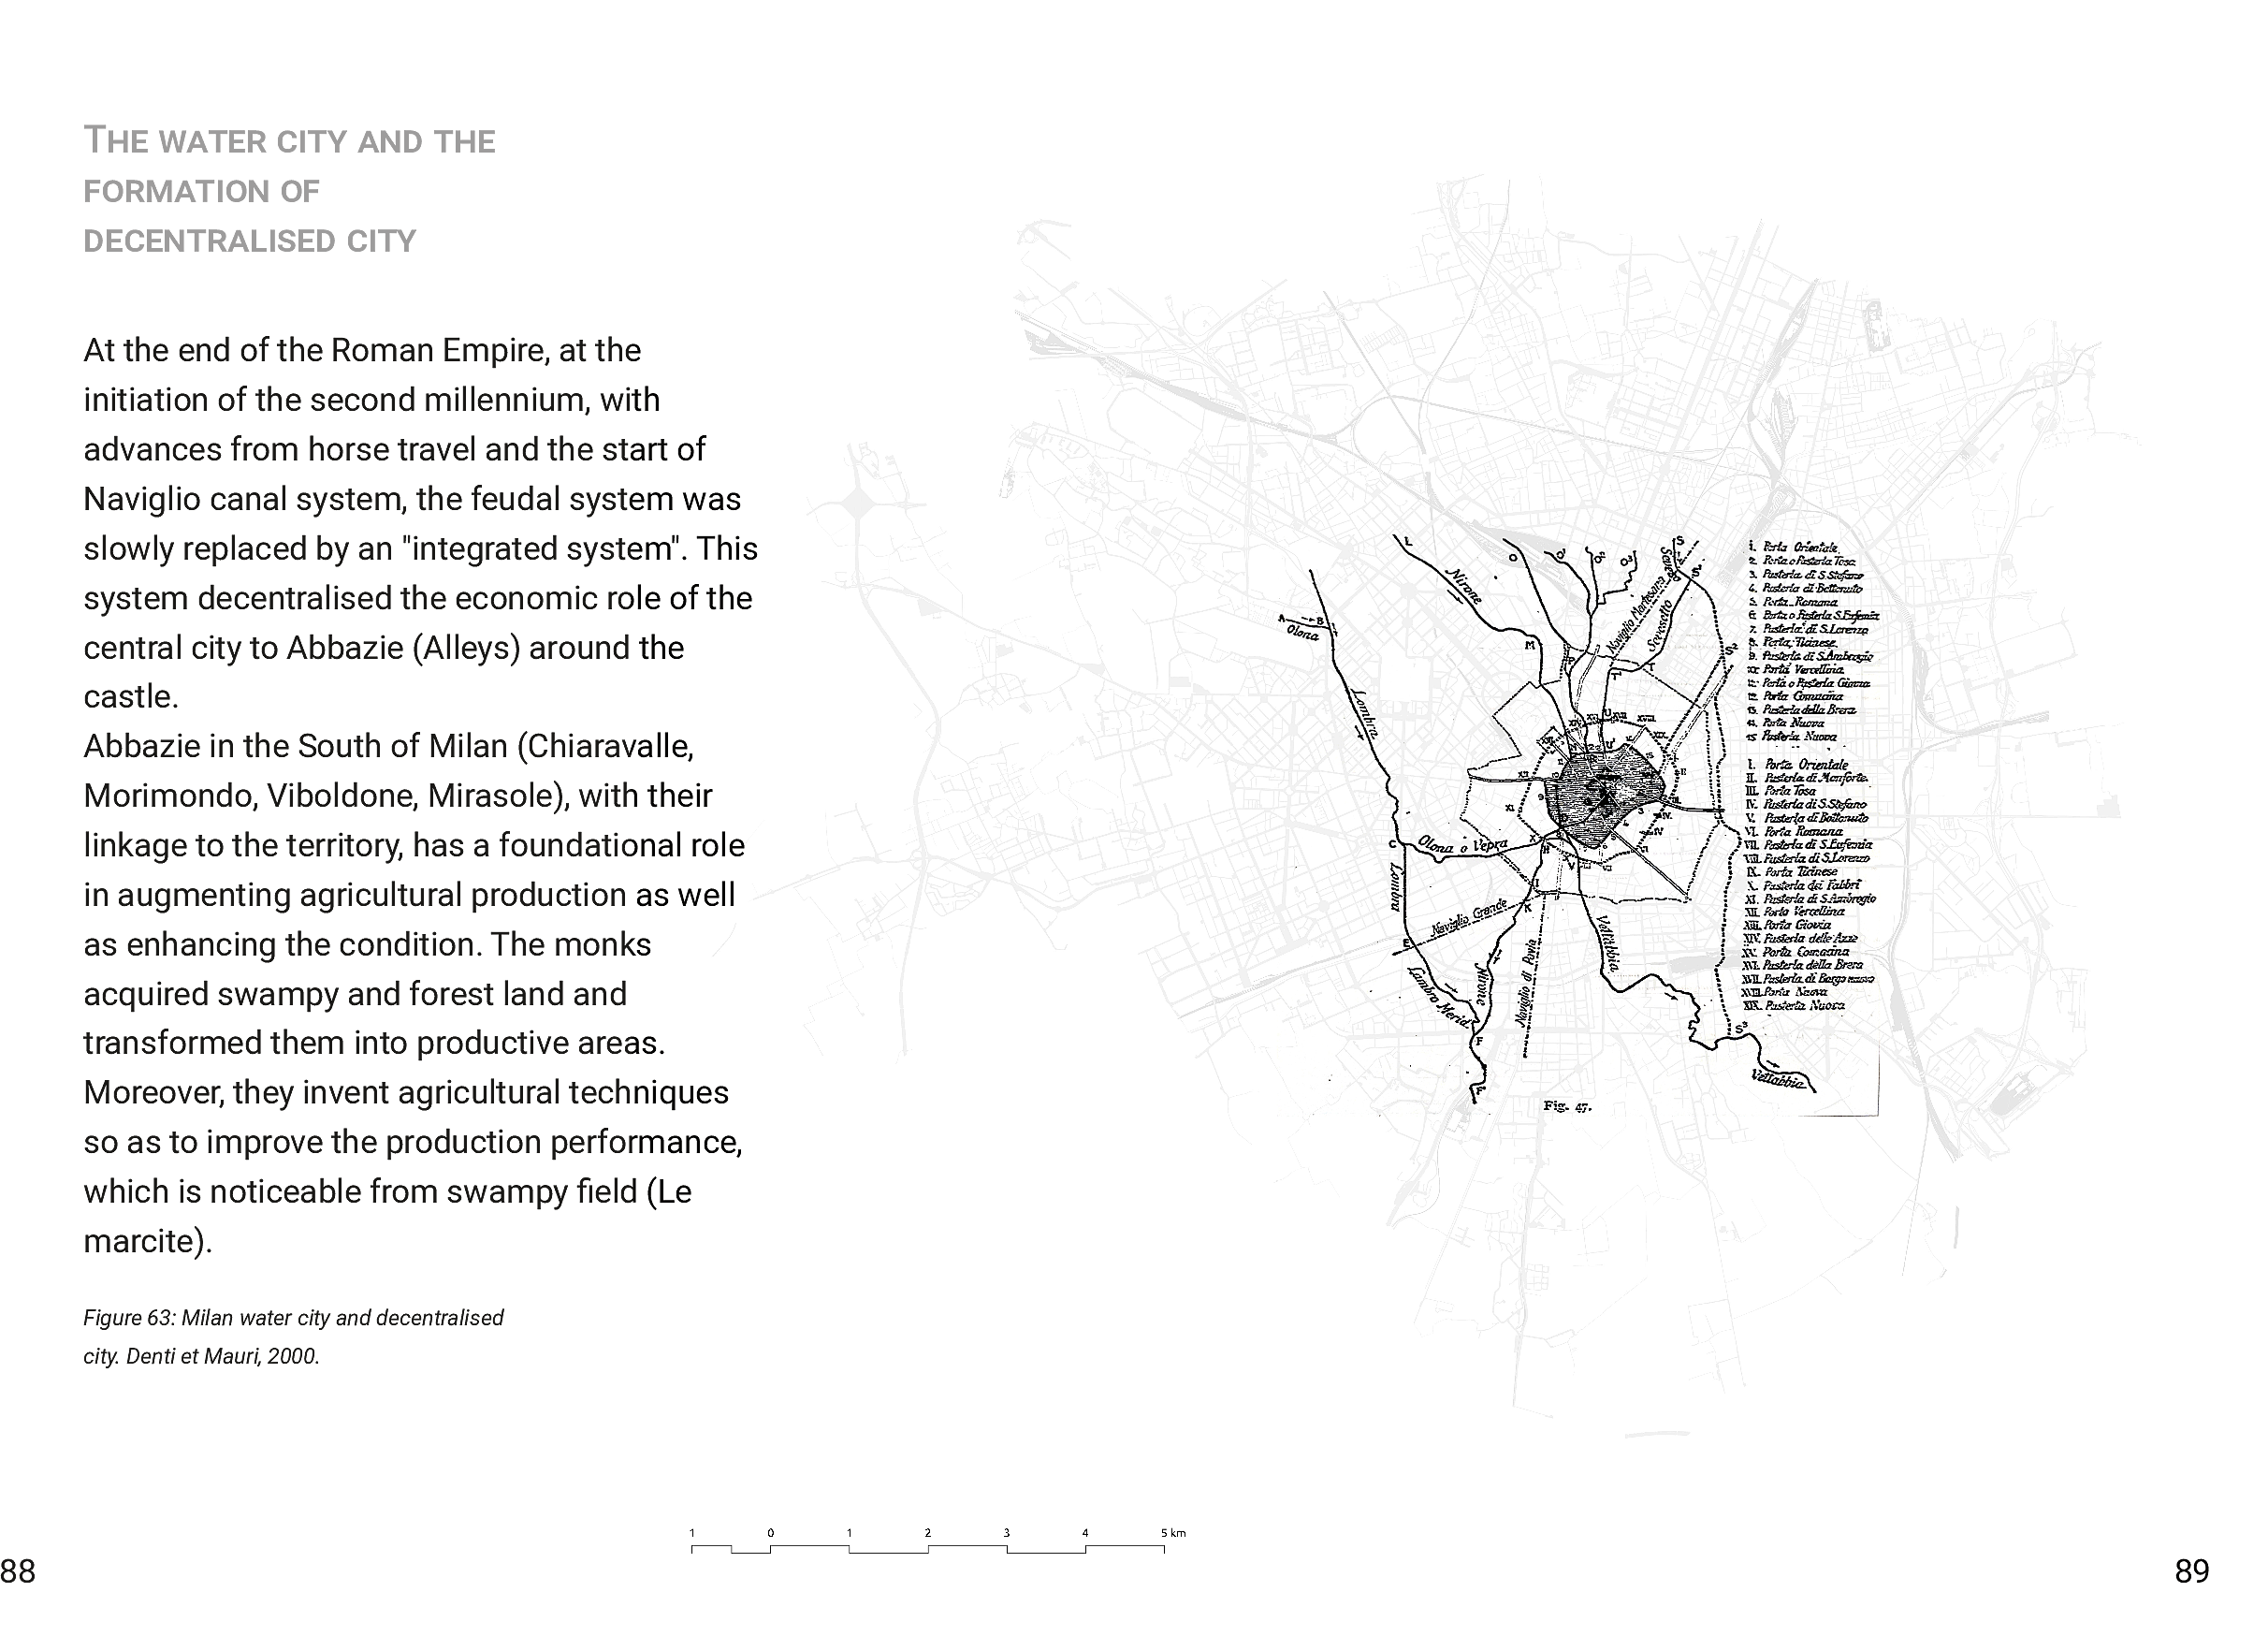 THE WATER CITY AND THE
FORMATION OF
DECENTRALISED CITY
At the end of the Roman Empire, at the
initiation of the second millennium, with
advances from horse travel and the start of
Naviglio canal system, the feudal system was
slowly replaced by an "integrated system". This
system decentralised the economic role of the
central city to Abbazie (Alleys) around the
castle.
Abbazie in the South of Milan (Chiaravalle,
Morimondo, Viboldone, Mirasole), with their
linkage to the territory, has a foundational role
in augmenting agricultural production as well
as enhancing the condition. The monks
acquired swampy and forest land and
transformed them into productive areas.
Moreover, they invent agricultural techniques
so as to improve the production performance,
which is noticeable from swampy field (Le
marcite).
Figure 63: Milan water city and decentralised
city. Denti et Mauri, 2000.
L
Nirone
O
S
Naviglio Martesana
Seveso
Sevesetto
A B
Olona
M
T
Lombra
C
Olona o Vepra
Lombra
Naviglio Grande
K
E
Lambro Merid.
Nirone
Naviglio di Pavia
Vettabbia
F
S³
Vettabbia
Fig. 47.
1. Porta Orientale
2. Porta o Pusterla Tosa
3. Pusterla di S. Stefano
4. Pusterla di Bottonuto
5. Porta Romana
6. Porta o Pusterla S. Eufemia
7. Pusterla di S. Lorenzo
8. Porta Ticinese
9. Pusterla di S. Ambrogio
Porta Vercellina
Porta o Pusterla Giovia
12. Porta Comacina
13. Pusterla della Brera
14. Porta Nuova
15 Pusterla Nuova
I. Porta Orientale
II. Pusterla di Monforte
III. Porta Tosa
IV. Pusterla di S. Stefano
V. Pusterla di Bottonuto
VI. Porta Romana
VII. Pusterla di S. Eufemia
VIII. Pusterla di S. Lorenzo
IX. Porta Ticinese
X. Pusterla dei Fabbri
XI. Pusterla di S. Ambrogio
XII. Porta Vercellina
XIII. Porta Giovia
XIV. Pusterla delle Azze
XV. Porta Comacina
XVI. Pusterla della Brera
XVII. Pusterla di Borgo nuovo
XVIII. Porta Nuova
XIX. Pusterla Nuova
1 0 1 2 3 4 5 km
88
89